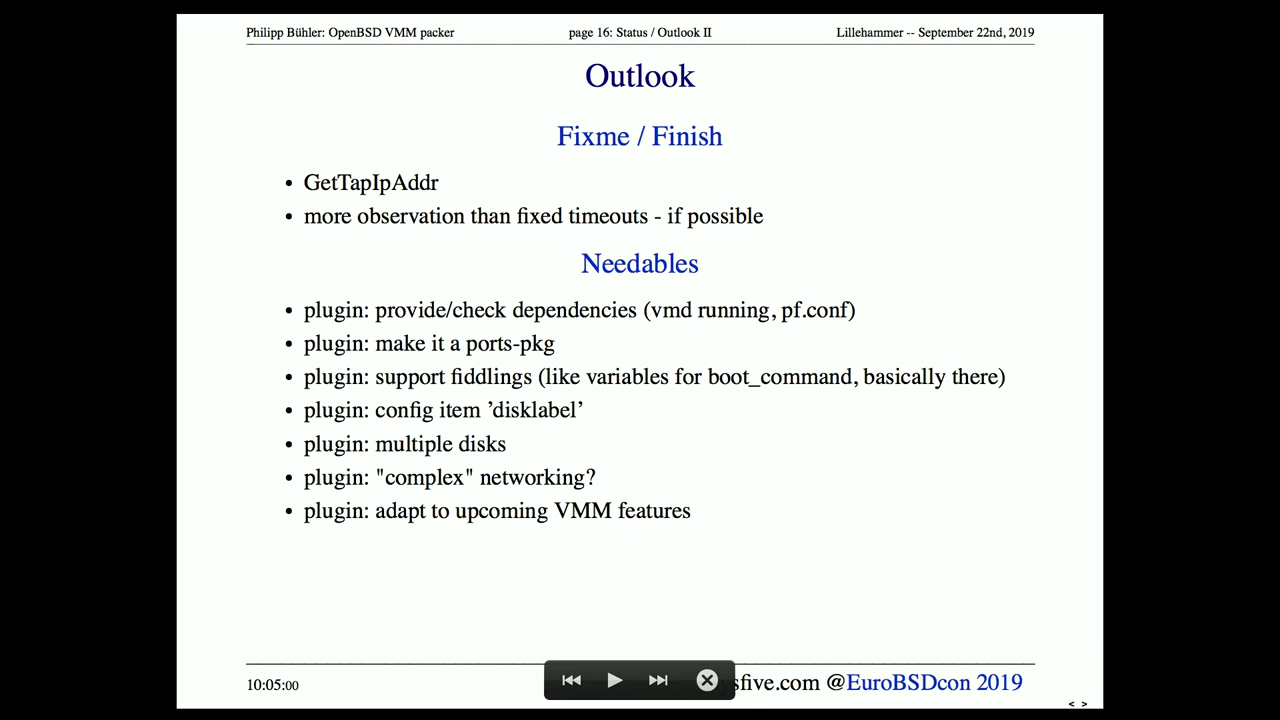 Philipp Bühler: OpenBSD VMM packer page 16: Status / Outlook II Lillehammer -- September 22nd, 2019
Outlook
Fixme / Finish
• GetTapIpAddr
• more observation than fixed timeouts - if possible
Needables
• plugin: provide/check dependencies (vmd running, pf.conf)
• plugin: make it a ports-pkg
• plugin: support fiddlings (like variables for boot_command, basically there)
• plugin: config item ’disklabel’
• plugin: multiple disks
• plugin: "complex" networking?
• plugin: adapt to upcoming VMM features
10:05:00 sfive.com @EuroBSDcon 2019
< >